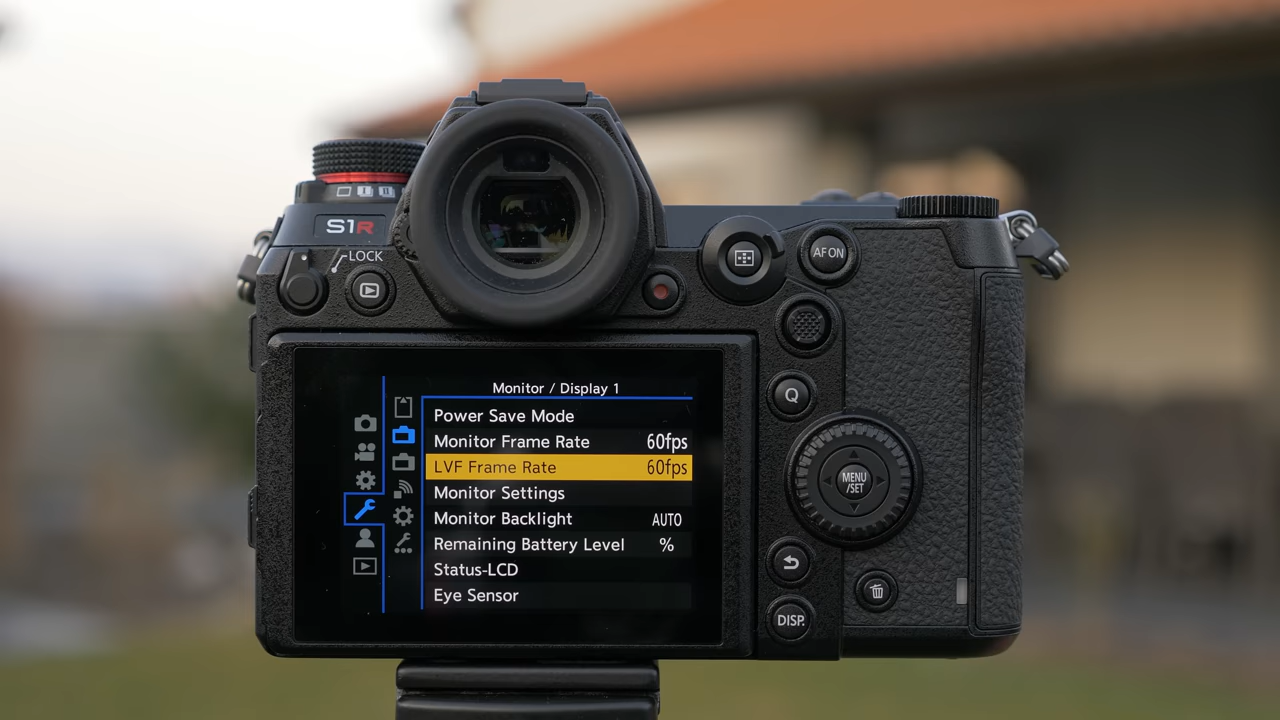 S1R
LOCK
AF ON
Q
MENU
/SET
DISP.
Monitor / Display 1
Power Save Mode
Monitor Frame Rate 60fps
LVF Frame Rate 60fps
Monitor Settings
Monitor Backlight AUTO
Remaining Battery Level %
Status-LCD
Eye Sensor